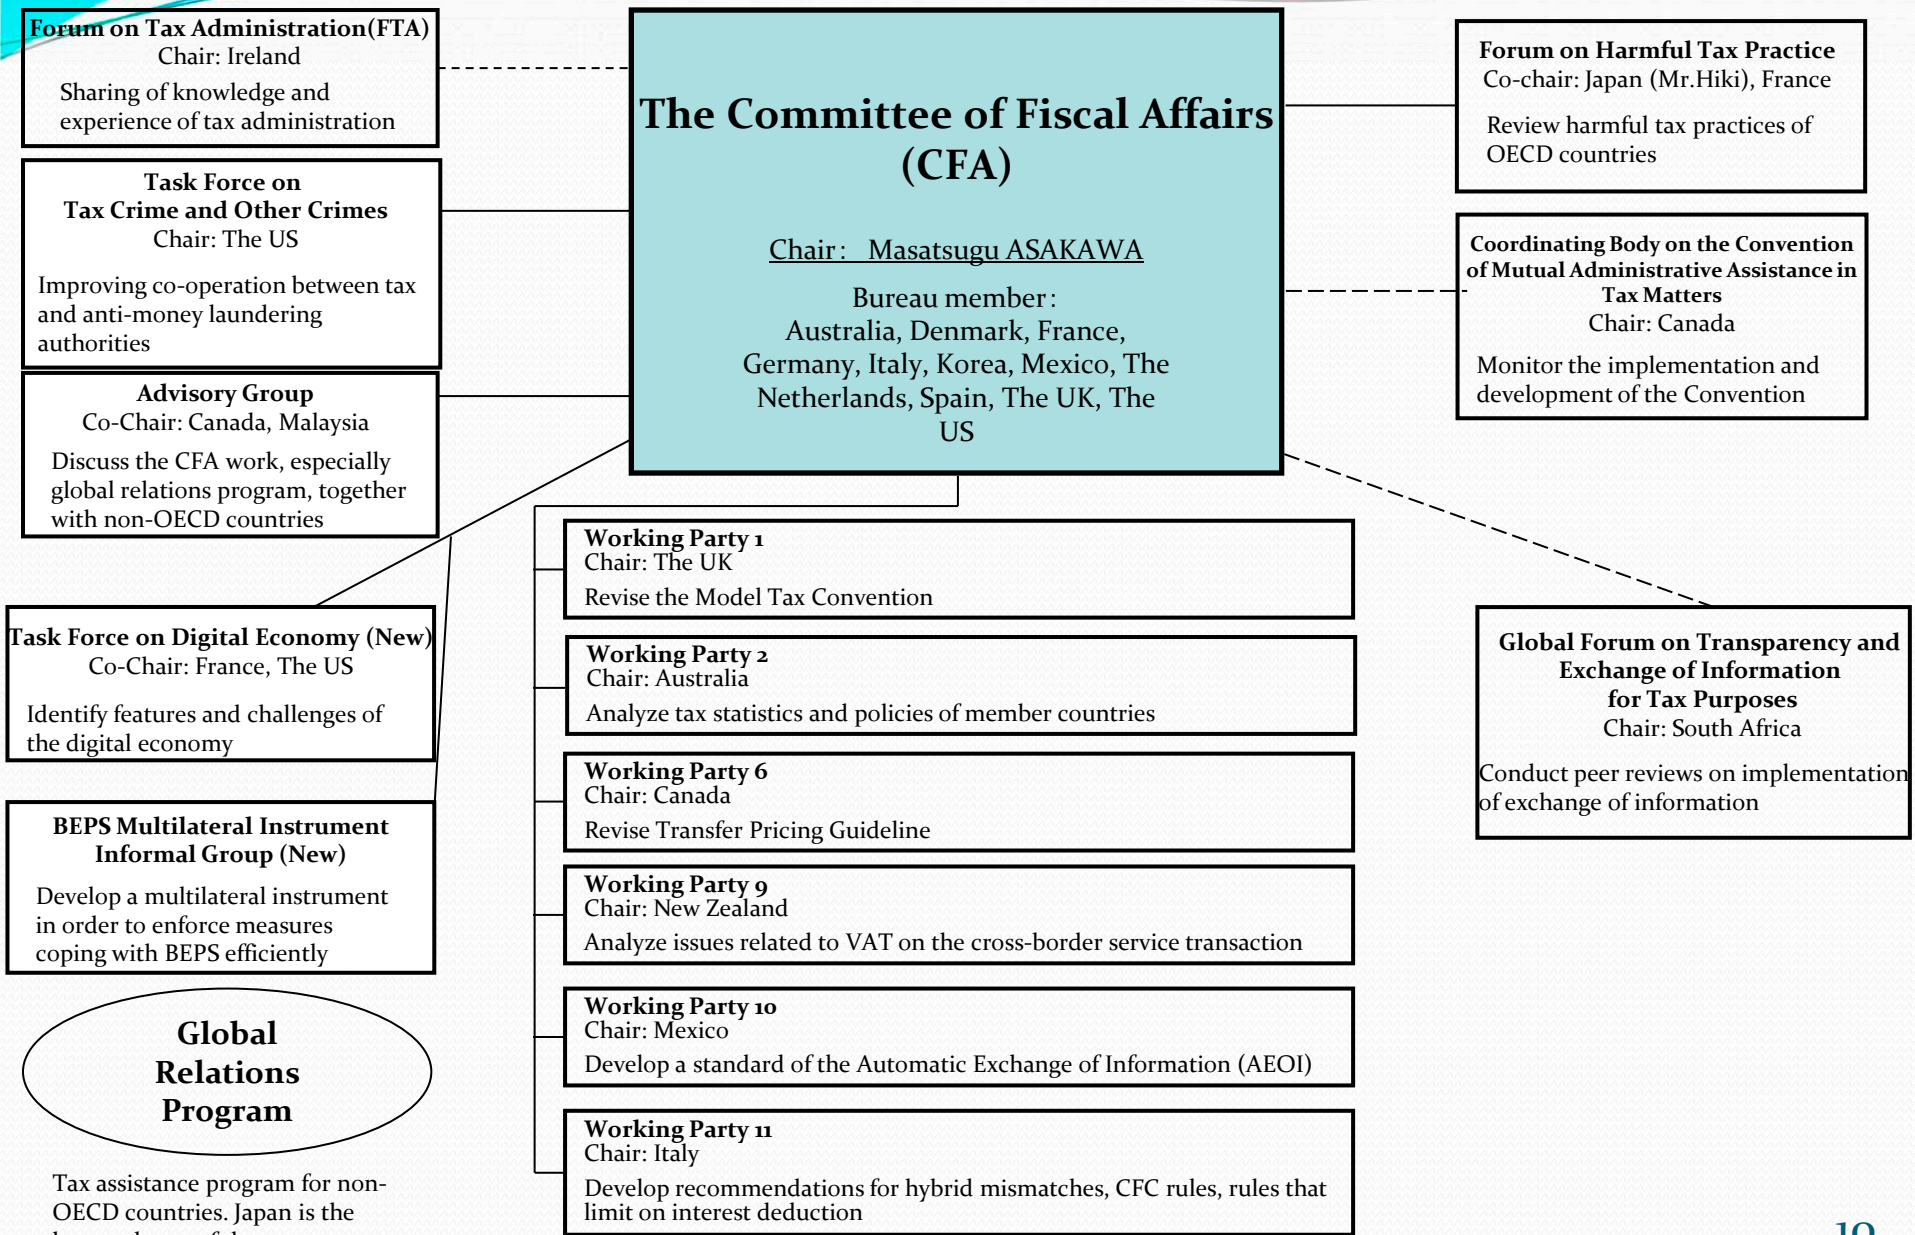 Forum on Tax Administration(FTA)
Chair: Ireland
Sharing of knowledge and
experience of tax administration
Task Force on
Tax Crime and Other Crimes
Chair: The US
Improving co-operation between tax
and anti-money laundering
authorities
Advisory Group
Co-Chair: Canada, Malaysia
Discuss the CFA work, especially
global relations program, together
with non-OECD countries
Task Force on Digital Economy (New)
Co-Chair: France, The US
Identify features and challenges of
the digital economy
BEPS Multilateral Instrument
Informal Group (New)
Develop a multilateral instrument
in order to enforce measures
coping with BEPS efficiently
Global
Relations
Program
Tax assistance program for non-
OECD countries. Japan is the
The Committee of Fiscal Affairs
(CFA)
Chair: Masatsugu ASAKAWA
Bureau member:
Australia, Denmark, France,
Germany, Italy, Korea, Mexico, The
Netherlands, Spain, The UK, The
US
Working Party 1
Chair: The UK
Revise the Model Tax Convention
Working Party 2
Chair: Australia
Analyze tax statistics and policies of member countries
Working Party 6
Chair: Canada
Revise Transfer Pricing Guideline
Working Party 9
Chair: New Zealand
Analyze issues related to VAT on the cross-border service transaction
Working Party 10
Chair: Mexico
Develop a standard of the Automatic Exchange of Information (AEOI)
Working Party 11
Chair: Italy
Develop recommendations for hybrid mismatches, CFC rules, rules that
limit on interest deduction
Forum on Harmful Tax Practice
Co-chair: Japan (Mr.Hiki), France
Review harmful tax practices of
OECD countries
Coordinating Body on the Convention
of Mutual Administrative Assistance in
Tax Matters
Chair: Canada
Monitor the implementation and
development of the Convention
Global Forum on Transparency and
Exchange of Information
for Tax Purposes
Chair: South Africa
Conduct peer reviews on implementation
of exchange of information